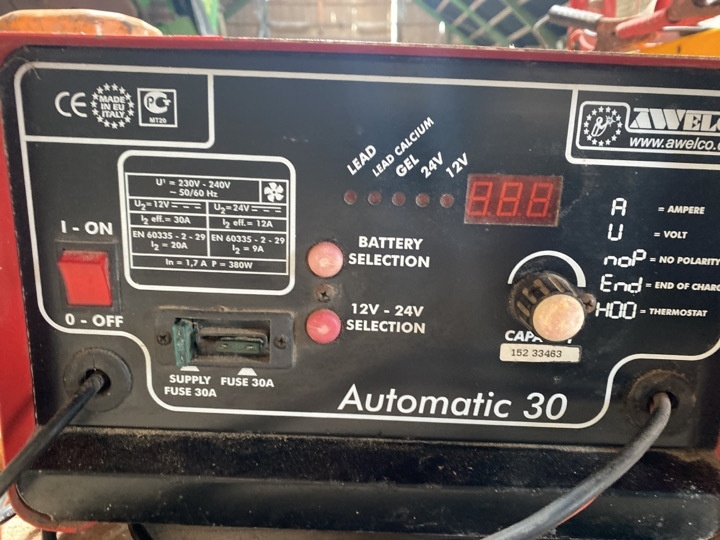 CE
MADE
IN EU
ITALY
PC
MT20
AWELCO
www.awelco.
LEAD
LEAD CALCIUM
GEL
24V
12V
U¹ = 230V - 240V
~ 50/60 Hz
U₂=12V
U₂=24V
I₂ eff.= 30A
I₂ eff.= 12A
EN 60335 - 2 - 29
I₂ = 20A
EN 60335 - 2 - 29
I₂ = 9A
In = 1,7 A P = 380W
I - ON
0 - OFF
BATTERY
SELECTION
12V - 24V
SELECTION
A = AMPERE
U = VOLT
noP = NO POLARITY
End = END OF CHARG
H00 = THERMOSTAT
152 33463
SUPPLY
FUSE 30A
FUSE 30A
Automatic 30